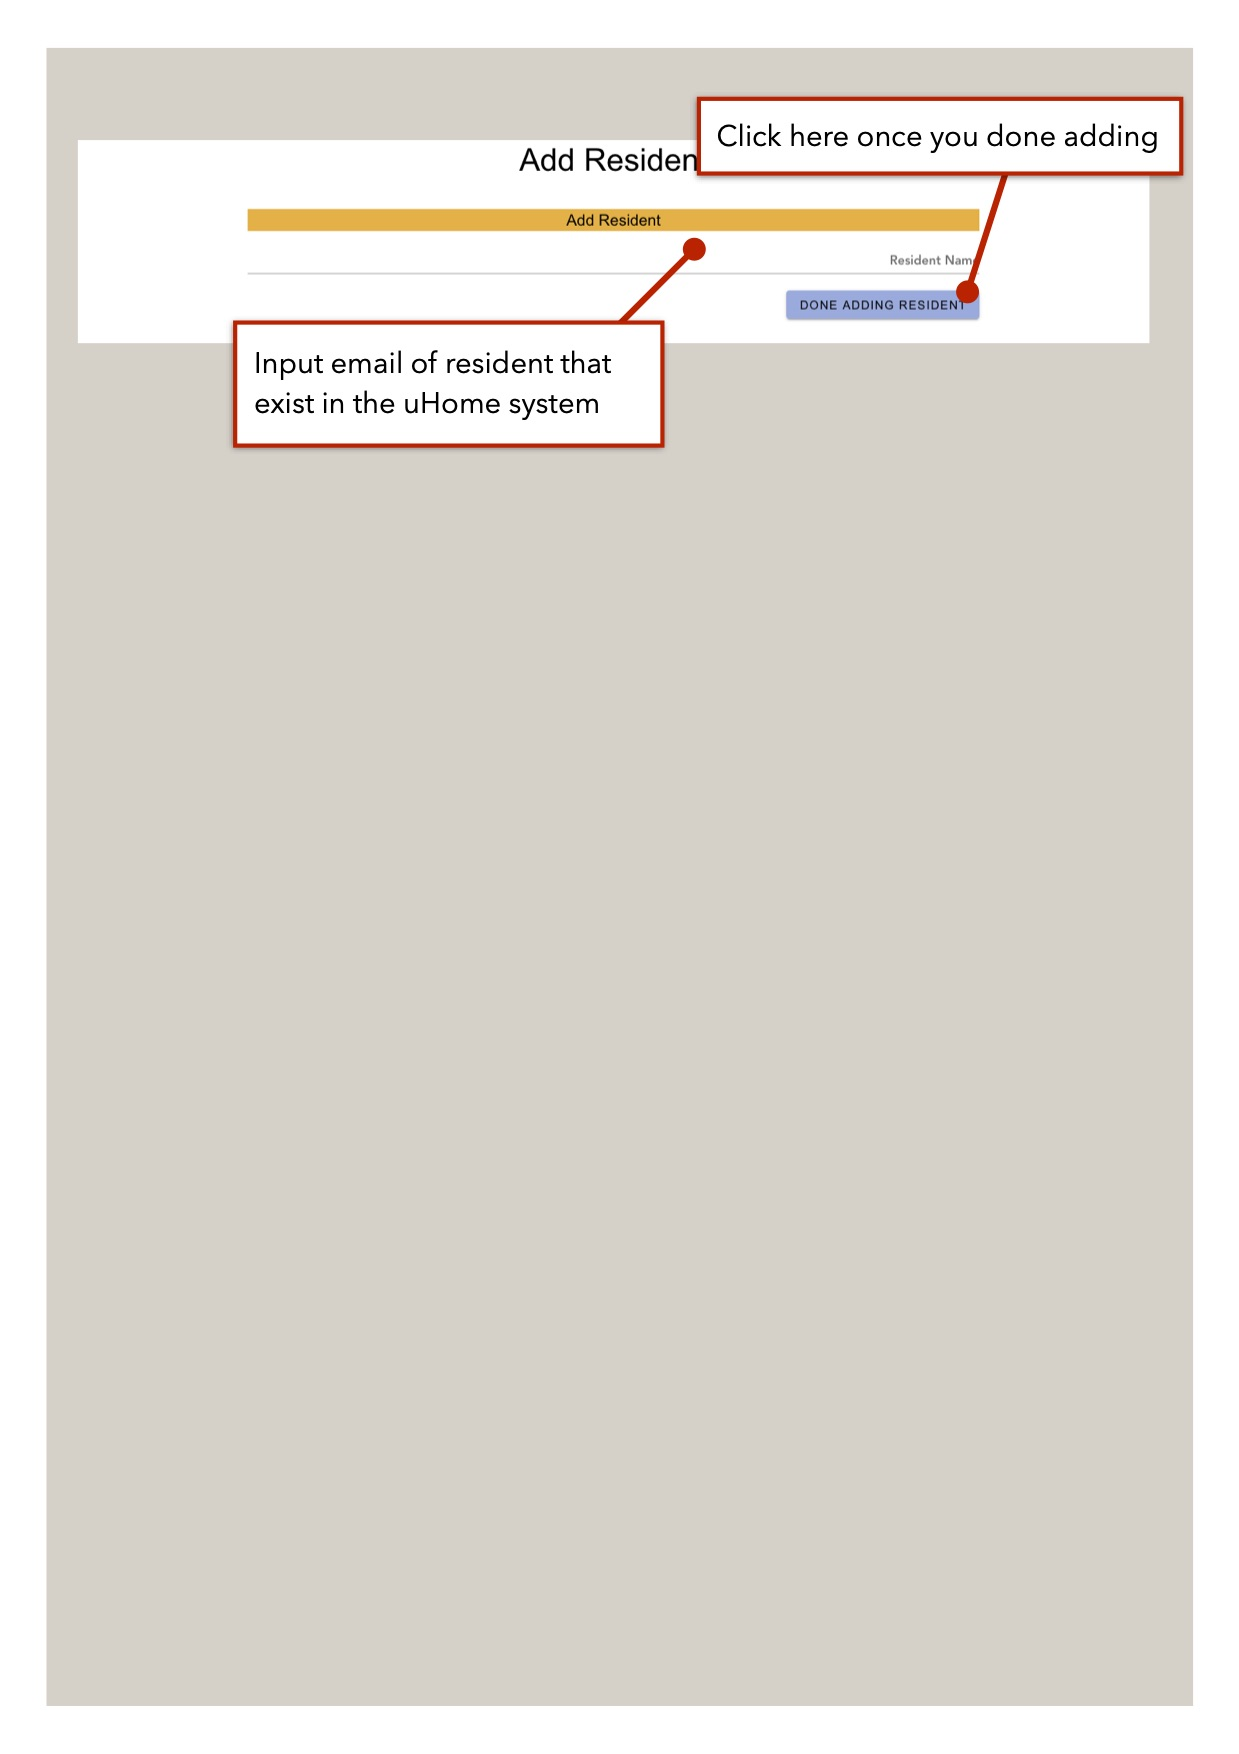 Click here once you done adding
Add Residen
Add Resident
Resident Nam
DONE ADDING RESIDENT
Input email of resident that
exist in the uHome system